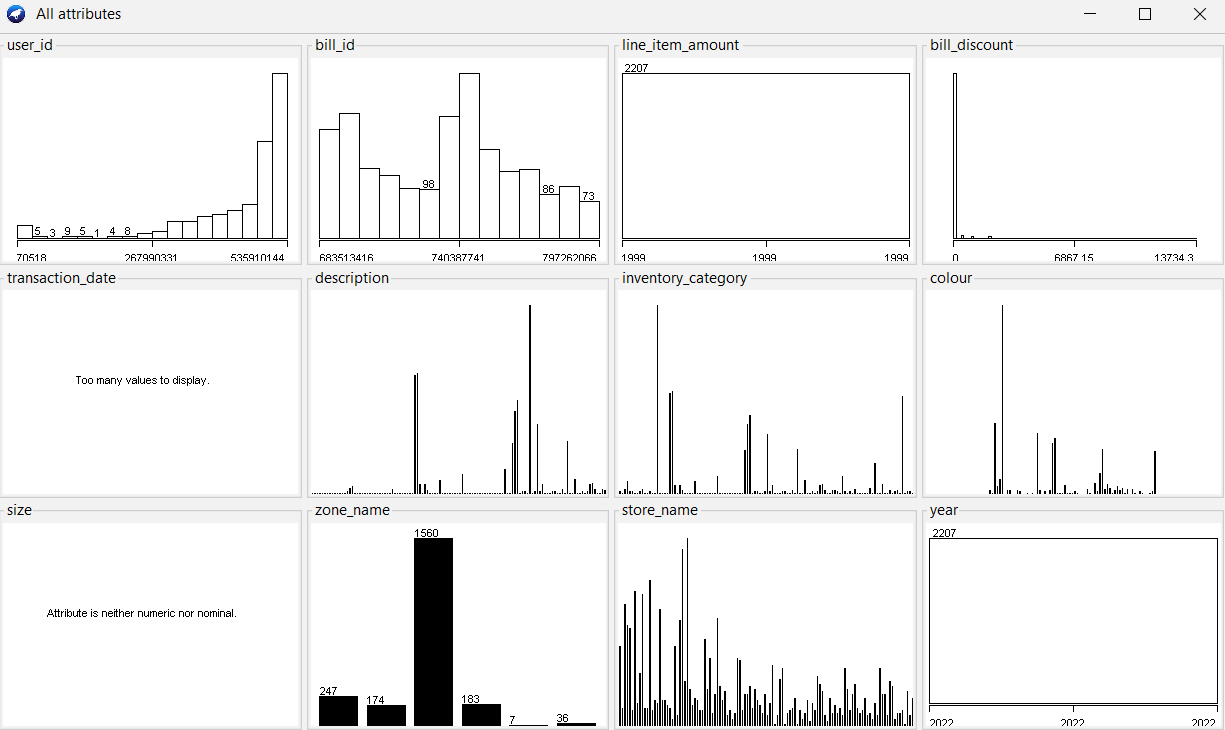 All attributes
user_id
5 3 9 5 1 4 8
70518 267990331 535910144
bill_id
98 86 73
683513416 740387741 797262066
line_item_amount
2207
1999 1999 1999
bill_discount
0 6867.15 13734.3
transaction_date
Too many values to display.
description
inventory_category
colour
size
Attribute is neither numeric nor nominal.
zone_name
247 174 1560 183 7 36
store_name
year
2207
2022 2022 2022